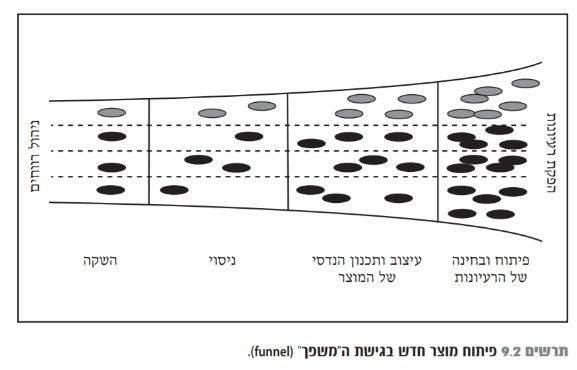 הפקת רעיונות
ניהול רווחים
פיתוח ובחינה
של הרעיונות
עיצוב ותכנון הנדסי
של המוצר
ניסוי
השקה
תרשים 9.2 פיתוח מוצר חדש בגישת ה"משפך" (funnel).